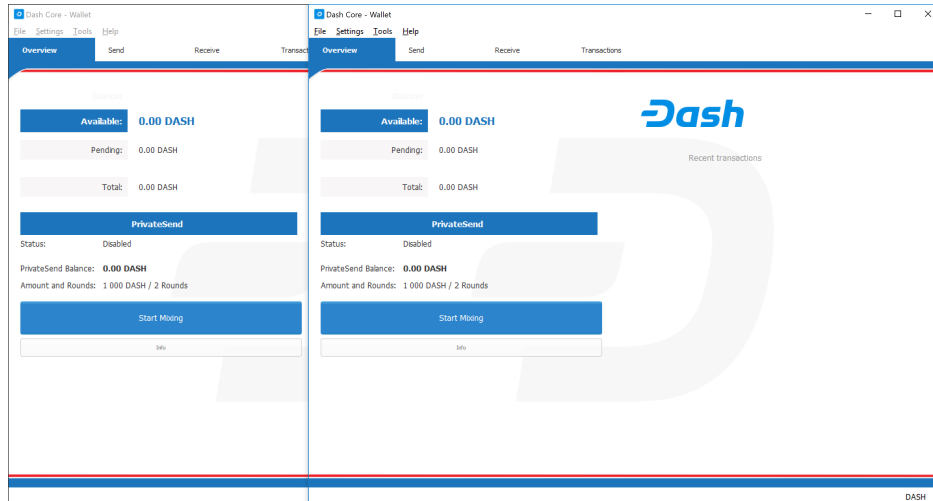 Dash Core - Wallet
File Settings Tools Help
Overview Send Receive Transact
Available: 0.00 DASH
Pending: 0.00 DASH
Total: 0.00 DASH
PrivateSend
Status: Disabled
PrivateSend Balance: 0.00 DASH
Amount and Rounds: 1 000 DASH / 2 Rounds
Start Mixing
Info
Dash Core - Wallet
File Settings Tools Help
Overview Send Receive Transactions
Available: 0.00 DASH
Pending: 0.00 DASH
Total: 0.00 DASH
PrivateSend
Status: Disabled
PrivateSend Balance: 0.00 DASH
Amount and Rounds: 1 000 DASH / 2 Rounds
Start Mixing
Info
Dash
Recent transactions
DASH